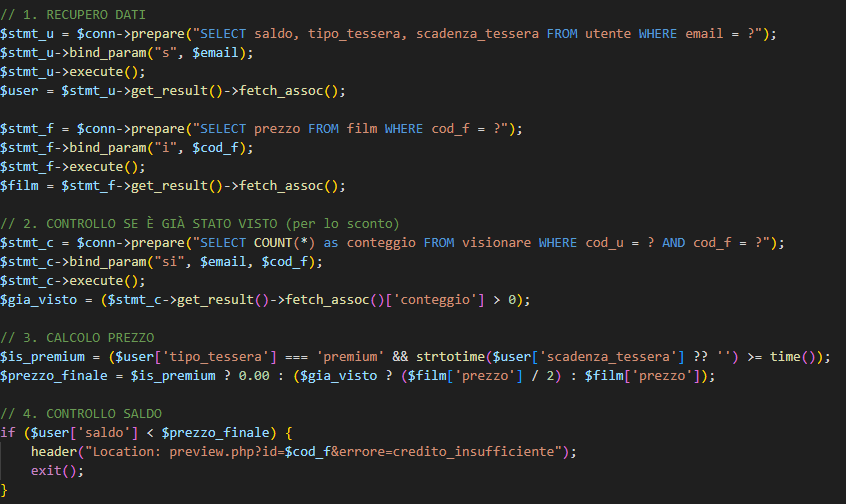 // 1. RECUPERO DATI
$stmt_u = $conn->prepare("SELECT saldo, tipo_tessera, scadenza_tessera FROM utente WHERE email = ?");
$stmt_u->bind_param("s", $email);
$stmt_u->execute();
$user = $stmt_u->get_result()->fetch_assoc();

$stmt_f = $conn->prepare("SELECT prezzo FROM film WHERE cod_f = ?");
$stmt_f->bind_param("i", $cod_f);
$stmt_f->execute();
$film = $stmt_f->get_result()->fetch_assoc();

// 2. CONTROLLO SE È GIÀ STATO VISTO (per lo sconto)
$stmt_c = $conn->prepare("SELECT COUNT(*) as conteggio FROM visionare WHERE cod_u = ? AND cod_f = ?");
$stmt_c->bind_param("si", $email, $cod_f);
$stmt_c->execute();
$gia_visto = ($stmt_c->get_result()->fetch_assoc()['conteggio'] > 0);

// 3. CALCOLO PREZZO
$is_premium = ($user['tipo_tessera'] === 'premium' && strtotime($user['scadenza_tessera'] ?? '') >= time());
$prezzo_finale = $is_premium ? 0.00 : ($gia_visto ? ($film['prezzo'] / 2) : $film['prezzo']);

// 4. CONTROLLO SALDO
if ($user['saldo'] < $prezzo_finale) {
    header("Location: preview.php?id=$cod_f&errore=credito_insufficiente");
    exit();
}